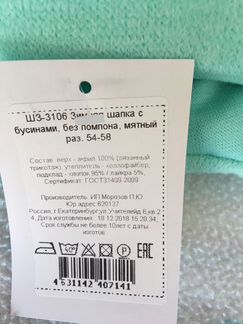 ШЗ-3106 Зимняя шапка с
бусинами, без помпона, мятный
раз. 54-58
Состав: верх - акрил 100% (вязанный
трикотаж), утеплитель - холлофайбер,
подклад - хлопок 95% / лайкра 5%,
Сертификат: ГОСТ31409-2009
Производитель: ИП Морозов П.Ю
Юр. адрес:620137
Россия, г.Екатеринбург,ул.Учителей,д.6,кв.2
4, Дата изготовления : 18.12.2018 15:28:34,
Срок службы не более 10лет с даты
изготов.
40
EAC
4 631142 407141